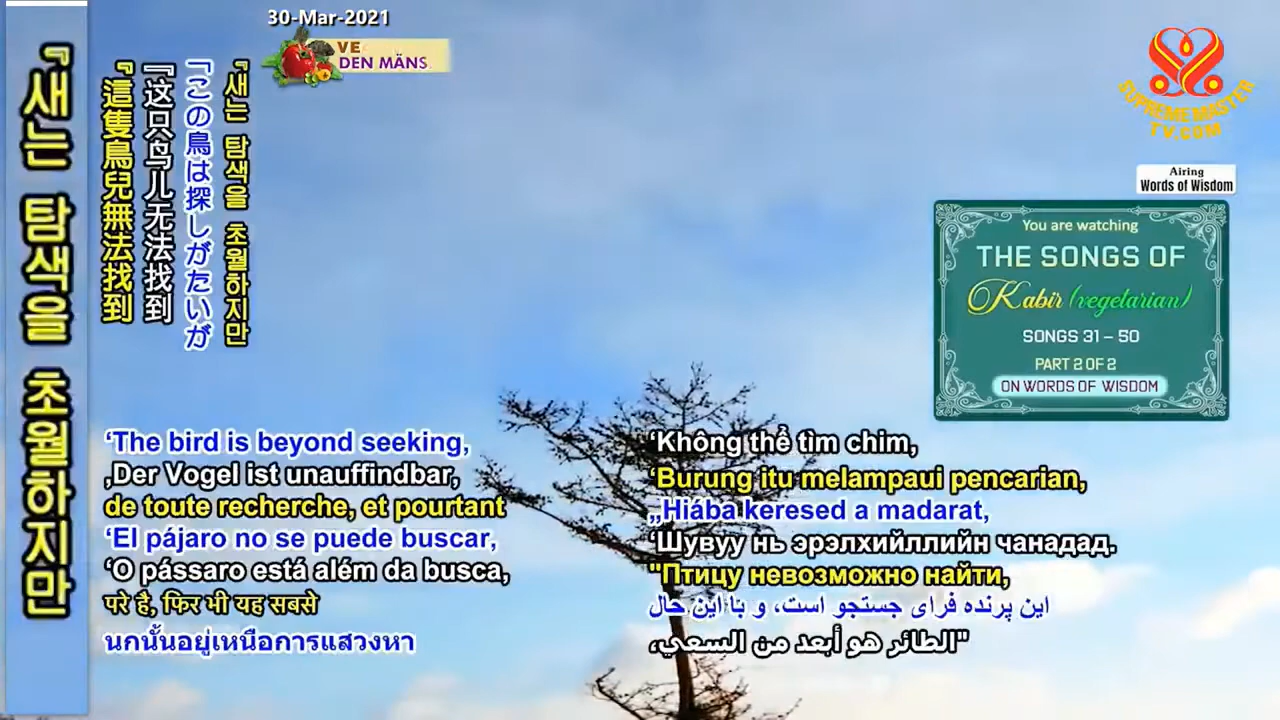 30-Mar-2021
VE
DEN MÄNS.
SUPREME MASTER
TV.COM
Airing
Words of Wisdom
You are watching
THE SONGS OF
Kabir (vegetarian)
SONGS 31 – 50
PART 2 OF 2
ON WORDS OF WISDOM
『새는 탐색을 초월하지만
『這隻鳥兒無法找到
『这只鸟儿无法找到
「この鳥は探しがたいが
『새는 탐색을 초월하지만
‘The bird is beyond seeking,
‚Der Vogel ist unauffindbar,
de toute recherche, et pourtant
‘El pájaro no se puede buscar,
‘O pássaro está além da busca,
परे है, फिर भी यह सबसे
นกนั้นอยู่เหนือการแสวงหา
‘Không thể tìm chim,
‘Burung itu melampaui pencarian,
„Hiába keresed a madarat,
‘Шувуу нь эрэлхийллийн чанадад.
"Птицу невозможно найти,
این پرنده فرای جستجو است، و با این حال
"الطائر هو أبعد من السعي،